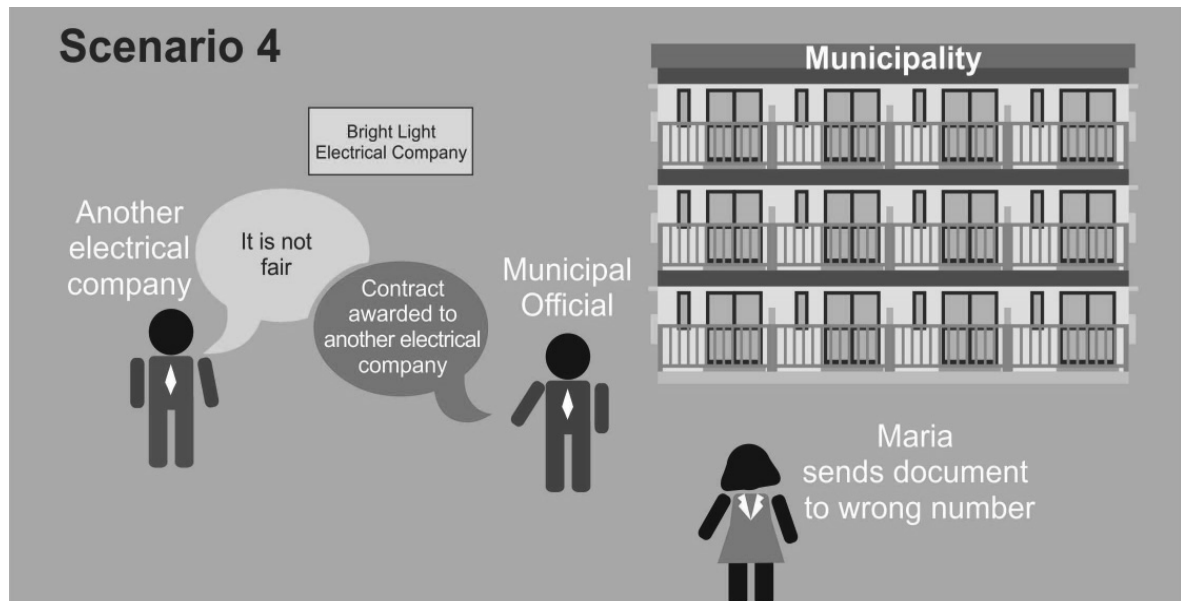 Scenario 4
Municipality
Bright Light
Electrical Company
Another
electrical
company
It is not
fair
Contract
awarded to
another electrical
company
Municipal
Official
Maria
sends document
to wrong number